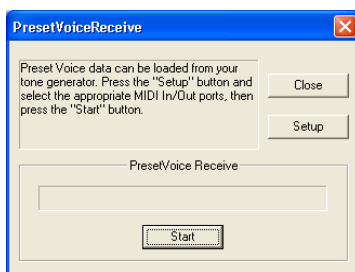 PresetVoiceReceive
Preset Voice data can be loaded from your
tone generator. Press the "Setup" button and
select the appropriate MIDI In/Out ports, then
press the "Start" button.
Close
Setup
PresetVoice Receive
Start